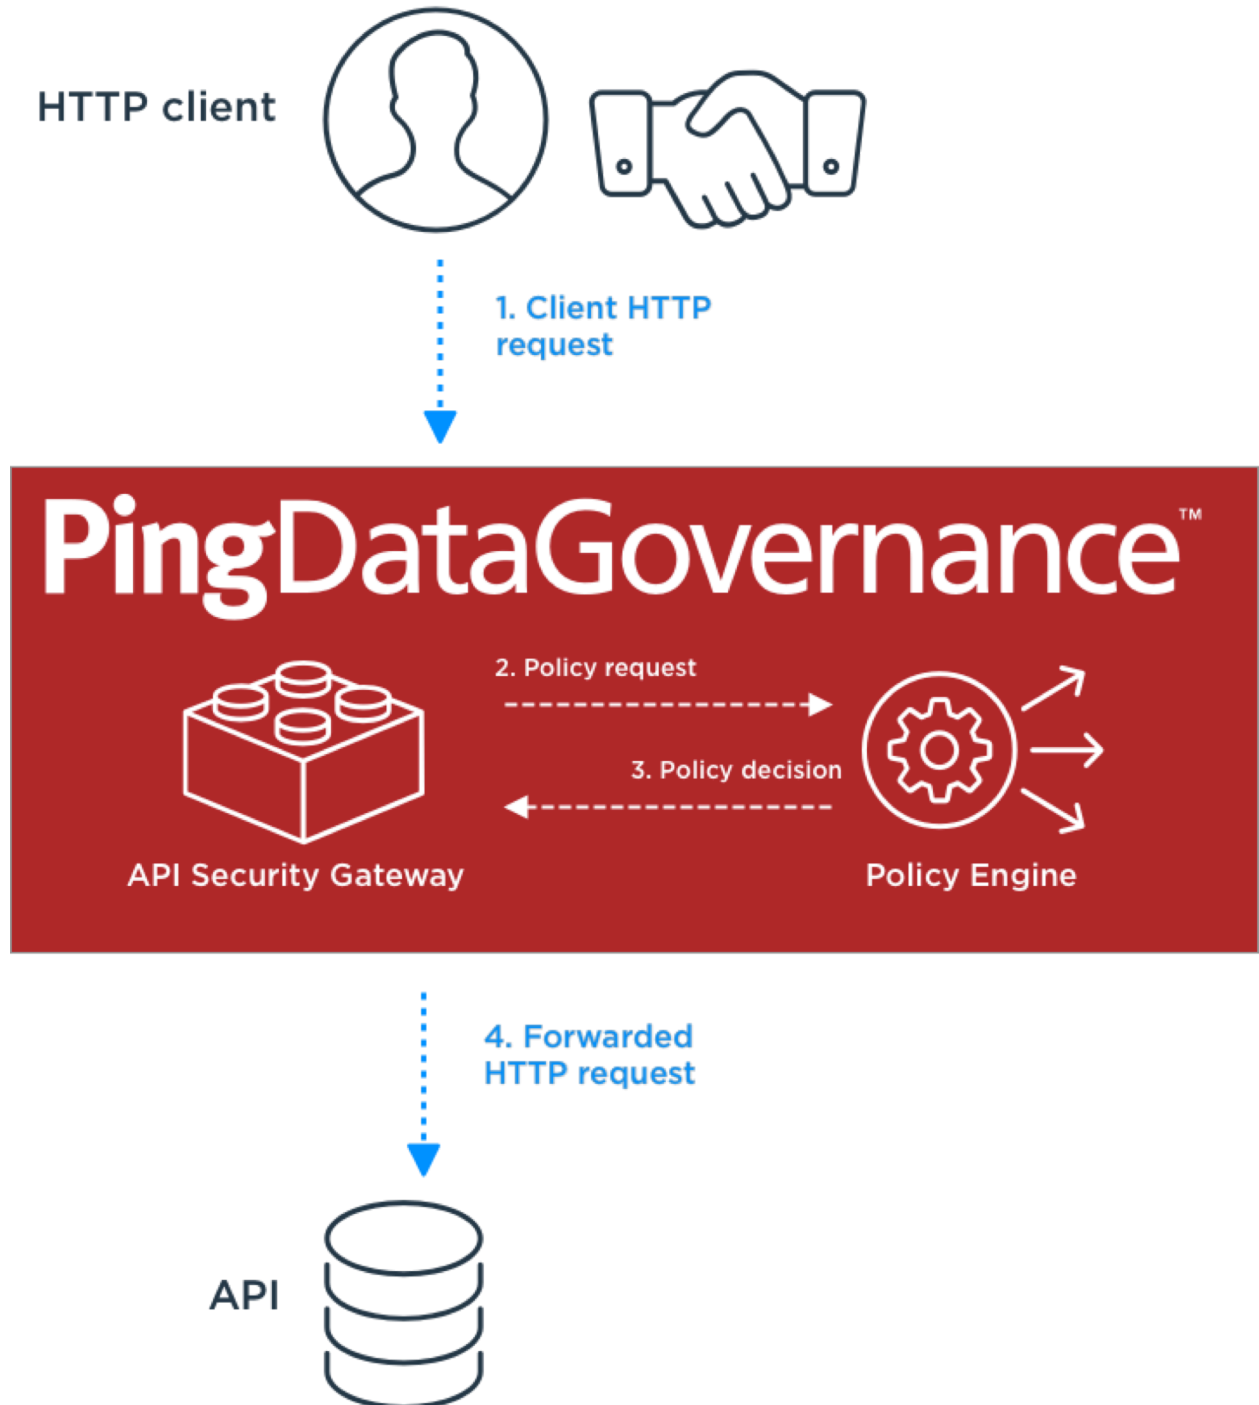 HTTP client
1. Client HTTP
request
PingDataGovernance™
2. Policy request
3. Policy decision
API Security Gateway
Policy Engine
4. Forwarded
HTTP request
API